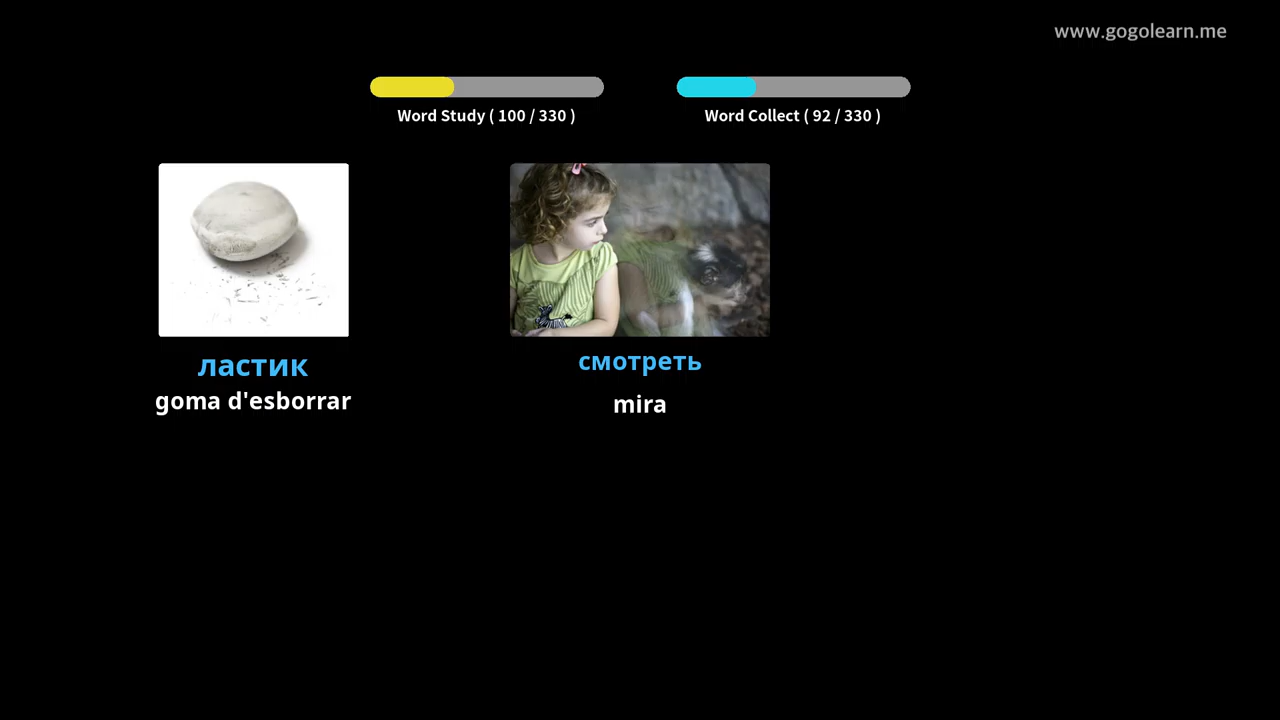 www.gogolearn.me
Word Study ( 100 / 330 )
Word Collect ( 92 / 330 )
ластик
goma d'esborrar
смотреть
mira